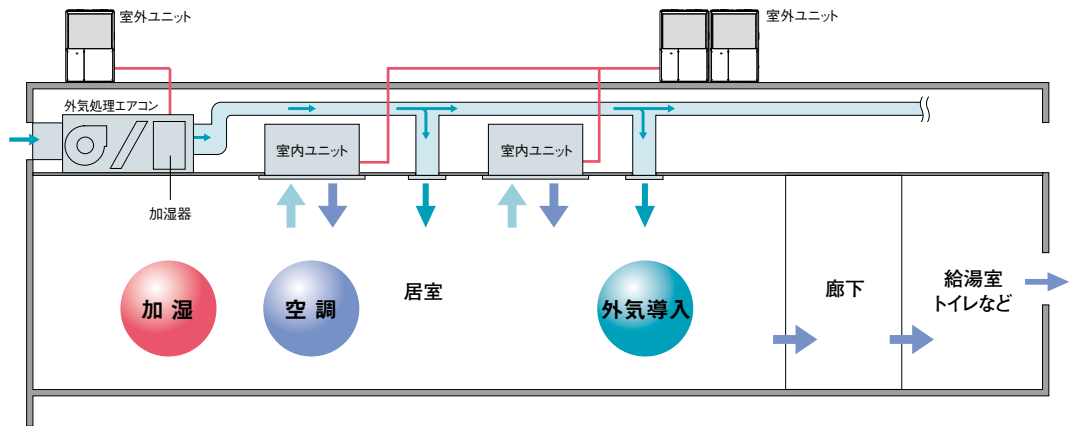 室外ユニット
室外ユニット
外気処理エアコン
室内ユニット
室内ユニット
加湿器
加湿
空調
居室
外気導入
廊下
給湯室
トイレなど